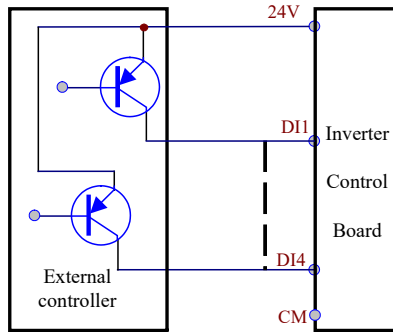 24V
DI1
Inverter
Control
Board
DI4
External
controller
CM